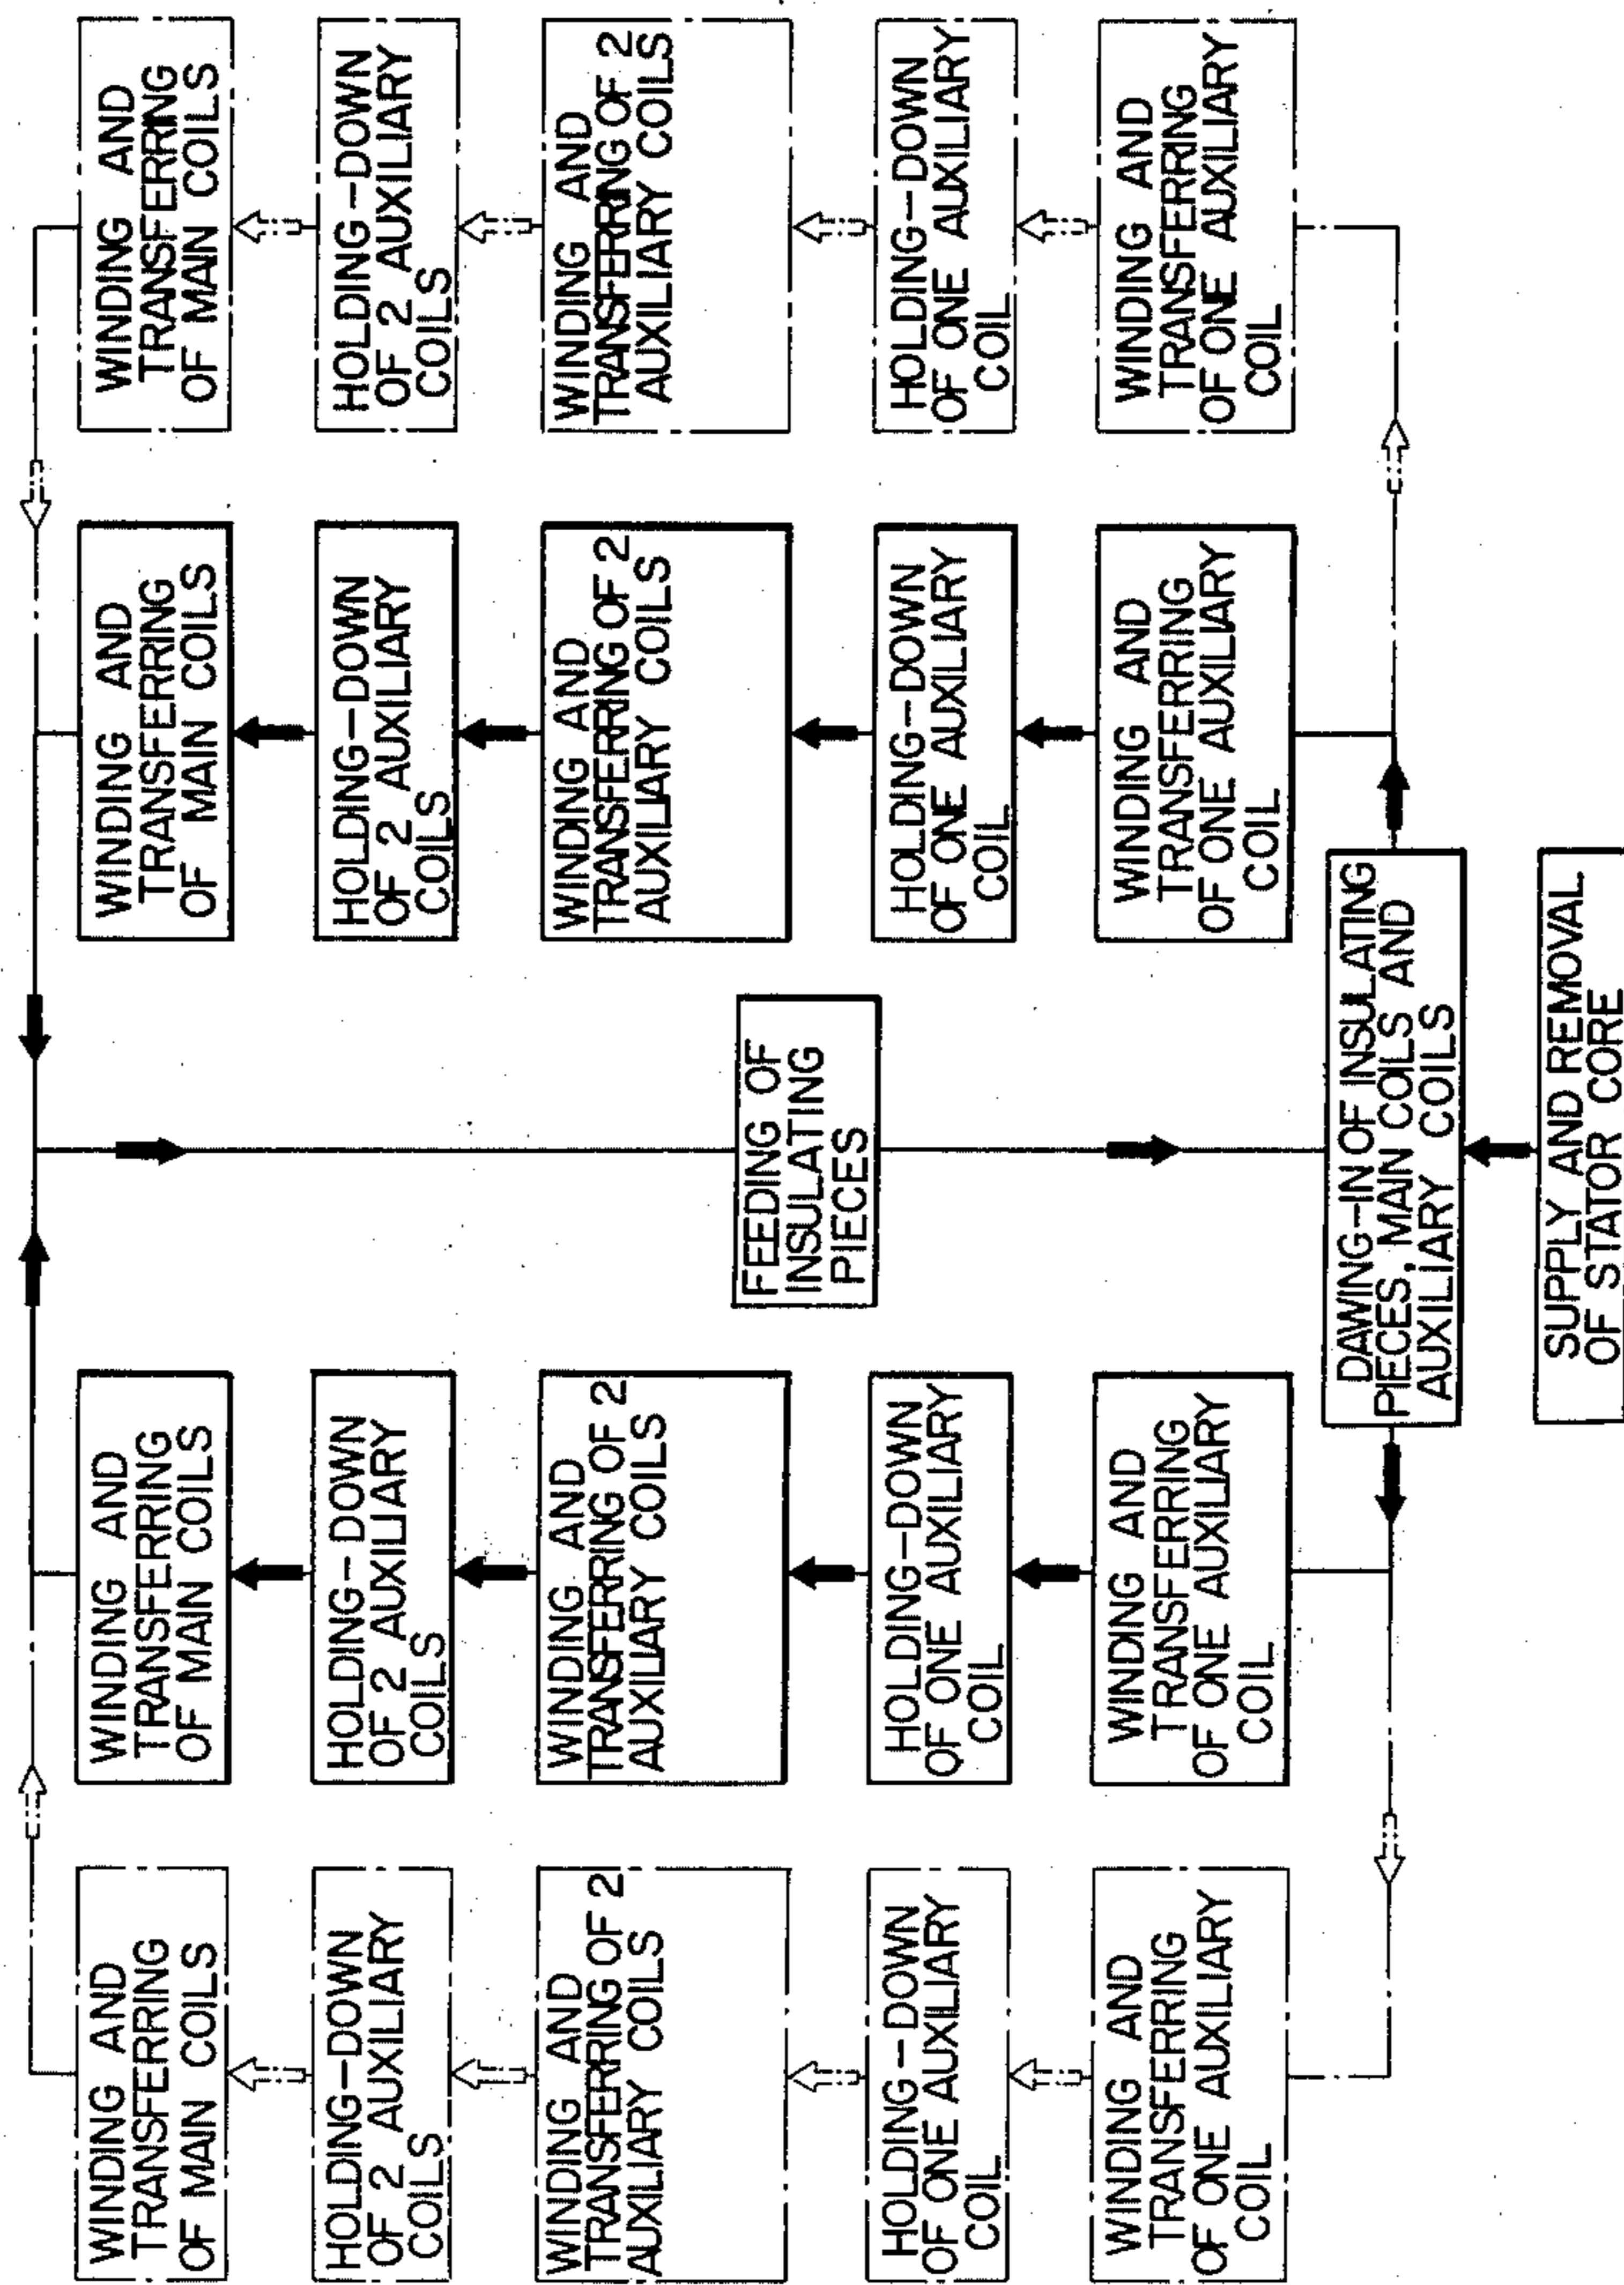 WINDING AND
TRANSFERRING
OF MAIN COILS
HOLDING-DOWN
OF 2 AUXILIARY
COILS
WINDING AND
TRANSFERRING OF 2
AUXILIARY COILS
HOLDING-DOWN
OF ONE AUXILIARY
COIL
WINDING AND
TRANSFERRING
OF ONE AUXILIARY
COIL
WINDING AND
TRANSFERRING
OF MAIN COILS
HOLDING-DOWN
OF 2 AUXILIARY
COILS
WINDING AND
TRANSFERRING OF 2
AUXILIARY COILS
HOLDING-DOWN
OF ONE AUXILIARY
COIL
WINDING AND
TRANSFERRING
OF ONE AUXILIARY
COIL
FEEDING OF
INSULATING
PIECES
DAWING-IN OF INSULATING
PIECES, MAIN COILS AND
AUXILIARY COILS
SUPPLY AND REMOVAL
OF STATOR CORE
WINDING AND
TRANSFERRING
OF MAIN COILS
HOLDING-DOWN
OF 2 AUXILIARY
COILS
WINDING AND
TRANSFERRING OF 2
AUXILIARY COILS
HOLDING-DOWN
OF ONE AUXILIARY
COIL
WINDING AND
TRANSFERRING
OF ONE AUXILIARY
COIL
WINDING AND
TRANSFERRING
OF MAIN COILS
HOLDING-DOWN
OF 2 AUXILIARY
COILS
WINDING AND
TRANSFERRING OF 2
AUXILIARY COILS
HOLDING-DOWN
OF ONE AUXILIARY
COIL
WINDING AND
TRANSFERRING
OF ONE AUXILIARY
COIL